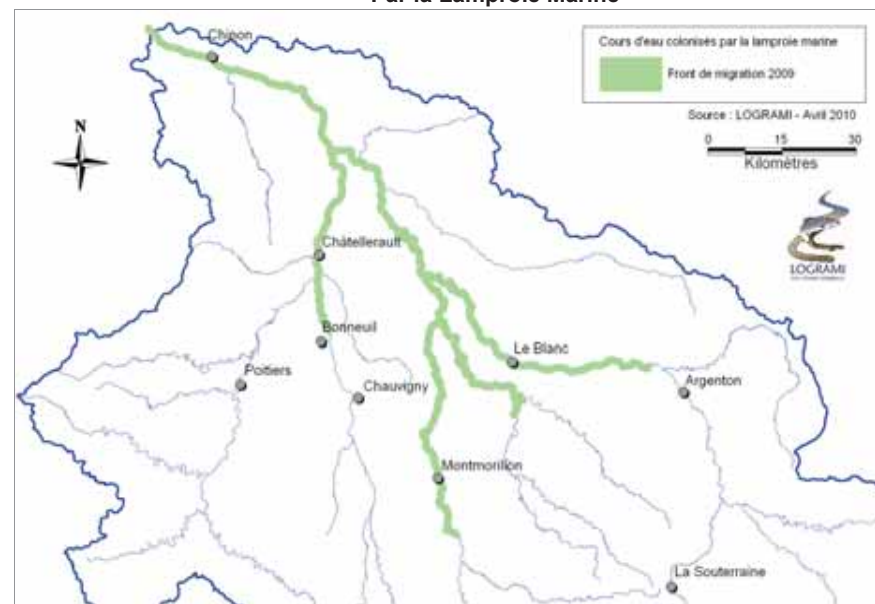 Par la Lamproie Marine
Chinon
Cours d'eau colonisés par la lamproie marine
Front de migration 2009
Source : LOGRAMI - Avril 2010
0 15 30
Kilomètres
N
LOGRAMI
Châtellerault
Bonneuil
Le Blanc
Poitiers
Chauvigny
Argenton
Montmorillon
La Souterraine